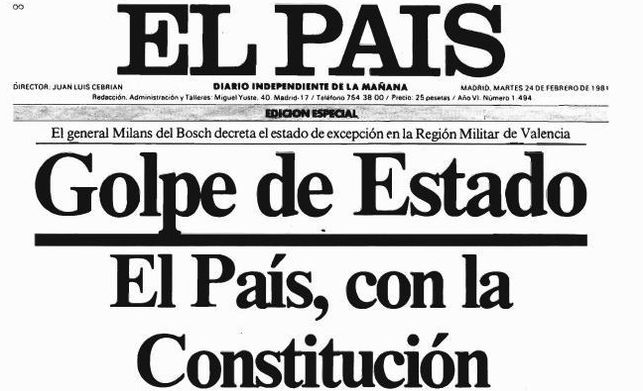 EL PAIS
DIRECTOR: JUAN LUIS CEBRIAN DIARIO INDEPENDIENTE DE LA MAÑANA MADRID, MARTES 24 DE FEBRERO DE 1981
Redacción, Administración y Talleres: Miguel Yuste, 40. Madrid-17 / Teléfono 754 38 00 / Precio: 25 pesetas / Año VI. Número 1.494
EDICION ESPECIAL
El general Milans del Bosch decreta el estado de excepción en la Región Militar de Valencia
Golpe de Estado
El País, con la
Constitución